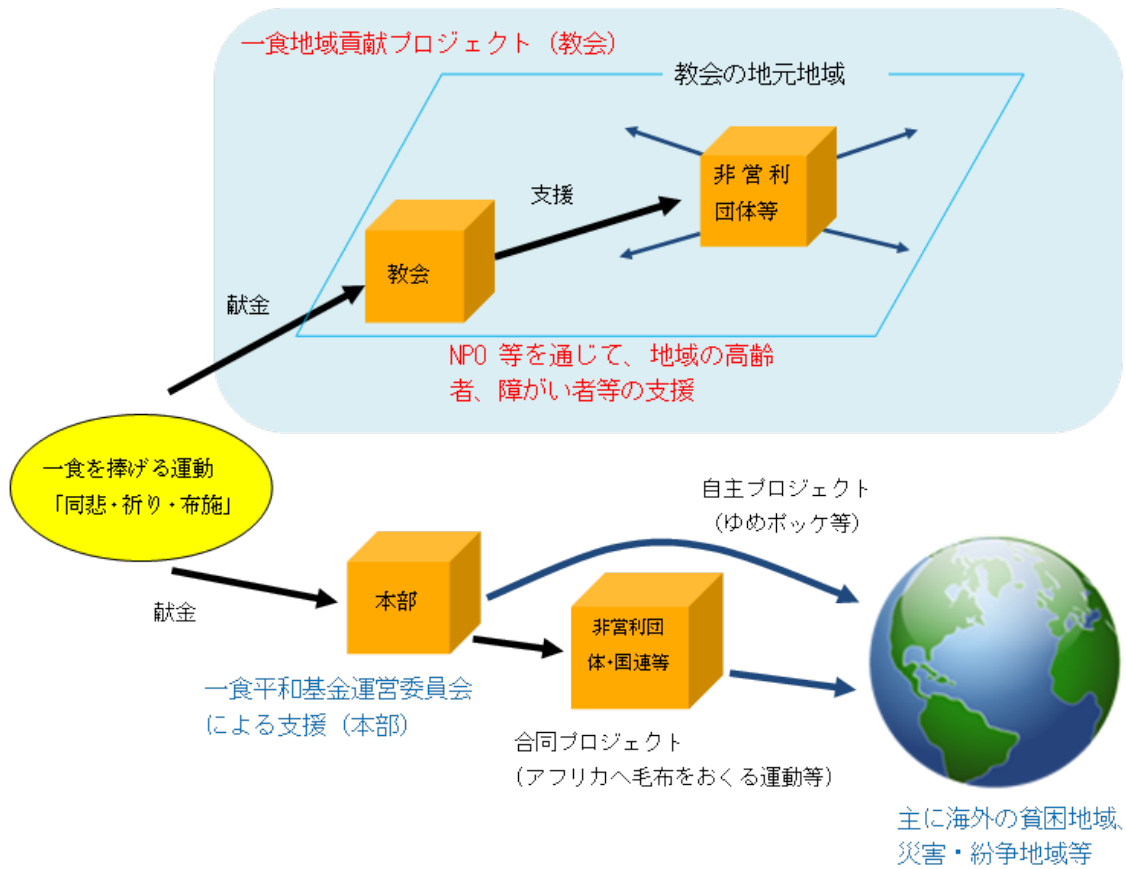 一食地域貢献プロジェクト（教会）
教会の地元地域
非営利
団体等
支援
教会
献金
NPO 等を通じて、地域の高齢
者、障がい者等の支援
一食を捧げる運動
「同悲・祈り・布施」
自主プロジェクト
（ゆめポッケ等）
献金
本部
非営利団
体・国連等
一食平和基金運営委員会
による支援（本部）
合同プロジェクト
（アフリカへ毛布をおくる運動等）
主に海外の貧困地域、
災害・紛争地域等